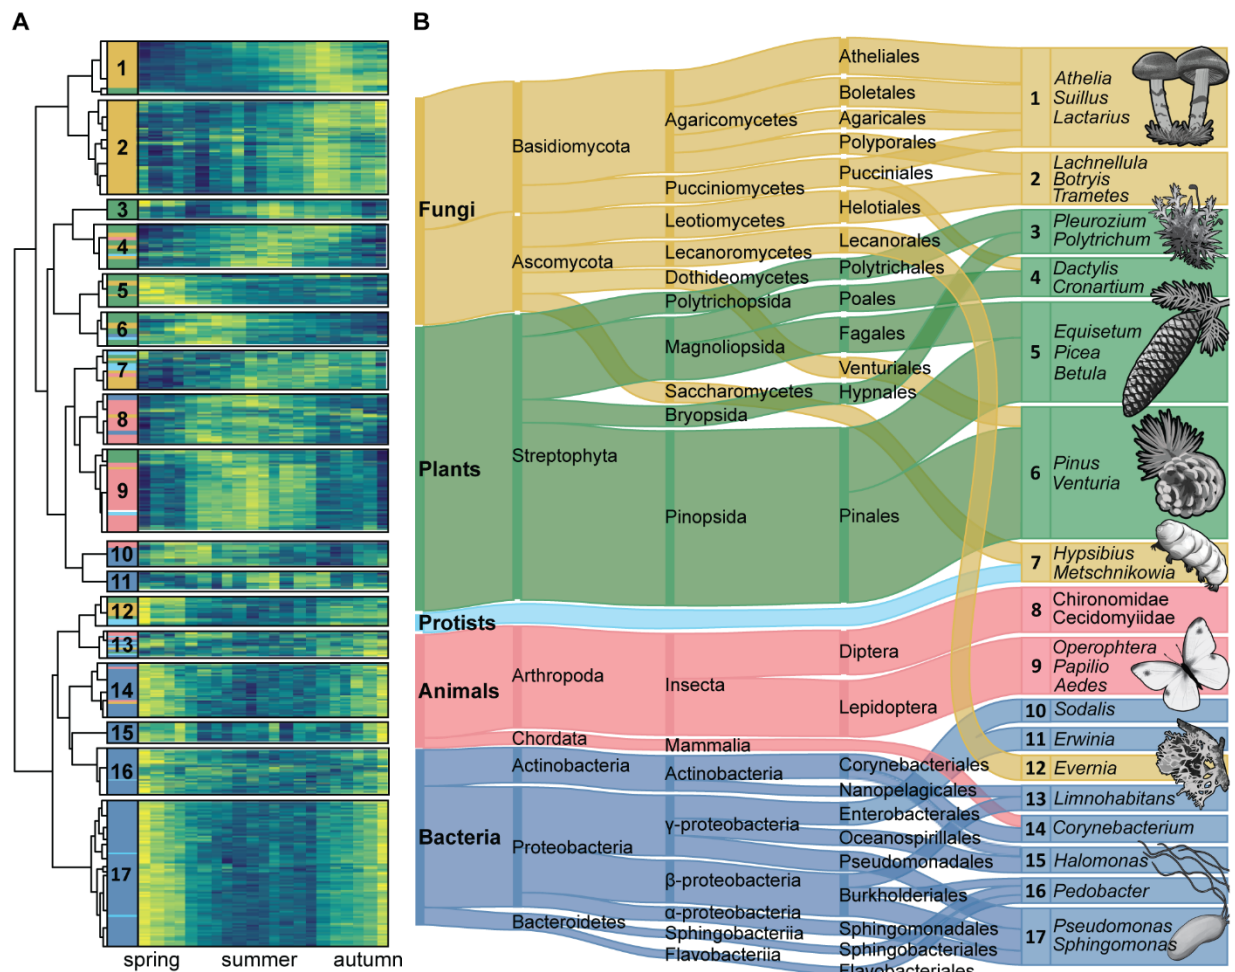 A
B
1
2
3
4
5
6
7
8
9
10
11
12
13
14
15
16
17
spring
summer
autumn
Fungi
Plants
Protists
Animals
Bacteria
Basidiomycota
Ascomycota
Streptophyta
Arthropoda
Chordata
Actinobacteria
Proteobacteria
Bacteroidetes
Agaricomycetes
Pucciniomycetes
Leotiomycetes
Lecanoromycetes
Dothideomycetes
Polytrichopsida
Magnoliopsida
Saccharomycetes
Bryopsida
Pinopsida
Insecta
Mammalia
Actinobacteria
γ-proteobacteria
β-proteobacteria
α-proteobacteria
Sphingobacteriia
Flavobacteriia
Atheliales
Boletales
Agaricales
Polyporales
Pucciniales
Helotiales
Lecanorales
Polytrichales
Poales
Fagales
Venturiales
Hypnales
Pinales
Diptera
Lepidoptera
Corynebacteriales
Nanopelagicales
Enterobacterales
Oceanospirillales
Pseudomonadales
Burkholderiales
Sphingomonadales
Sphingobacteriales
Flavobacteriales
1
Athelia
Suillus
Lactarius
2
Lachnellula
Botryis
Trametes
3
Pleurozium
Polytrichum
4
Dactylis
Cronartium
5
Equisetum
Picea
Betula
6
Pinus
Venturia
7
Hypsibius
Metschnikowia
8
Chironomidae
Cecidomyiidae
9
Operophtera
Papilio
Aedes
10 Sodalis
11 Erwinia
12 Evernia
13 Limnohabitans
14 Corynebacterium
15 Halomonas
16 Pedobacter
17
Pseudomonas
Sphingomonas